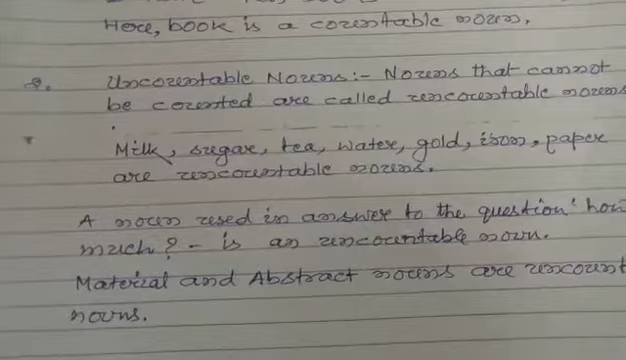 Here, book is a countable noun.
2. Uncountable Nouns:- Nouns that cannot
be counted are called uncountable nouns
Milk, sugar, tea, water, gold, iron, paper
are uncountable nouns.
A noun used in answer to the question 'how
much? - is an uncountable noun.
Material and Abstract nouns are uncount
nouns.